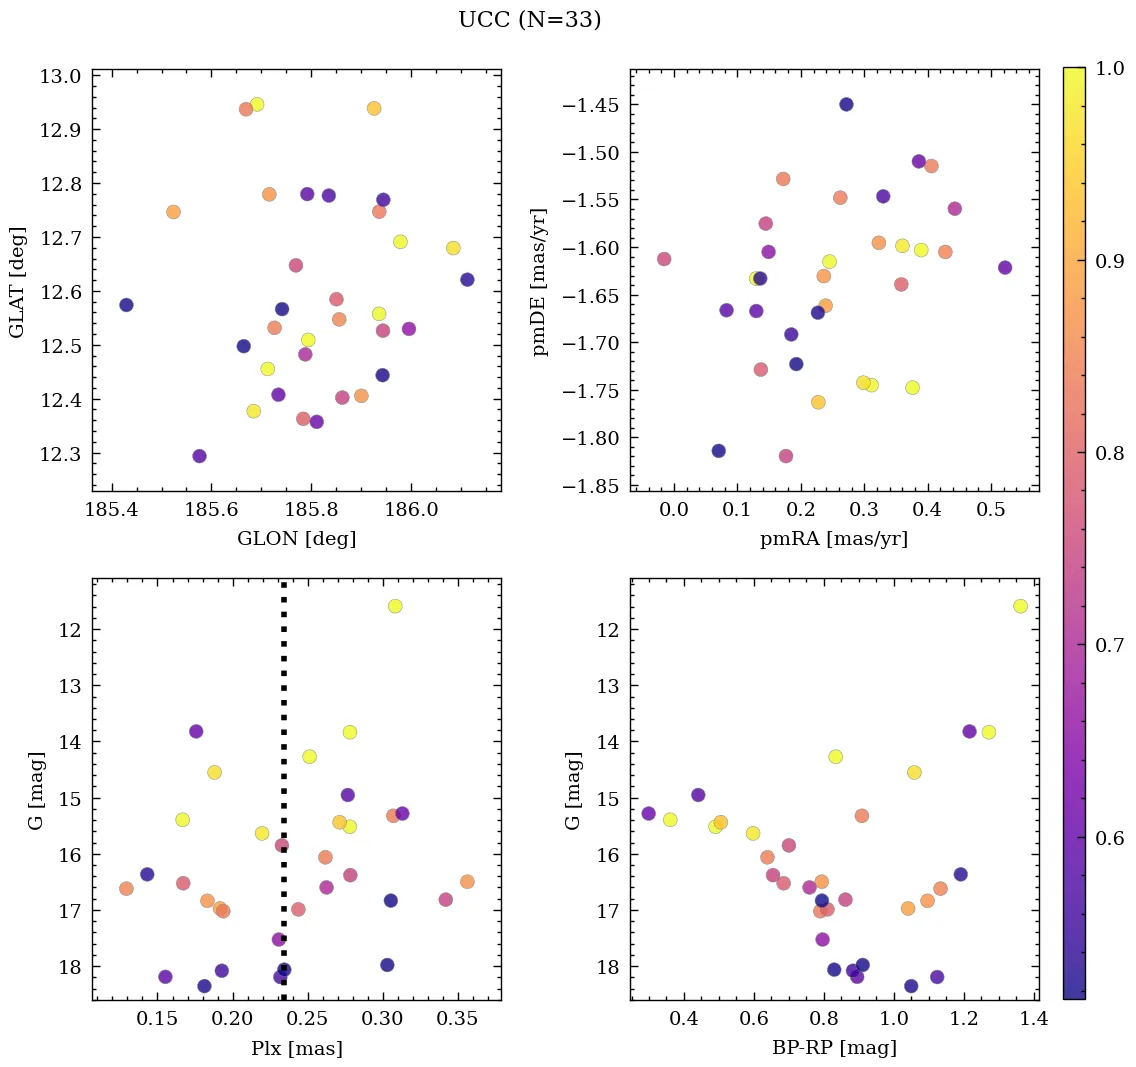 UCC (N=33)
13.0
12.9
12.8
12.7
12.6
12.5
12.4
12.3
GLAT [deg]
185.4 185.6 185.8 186.0
GLON [deg]
−1.45
−1.50
−1.55
−1.60
−1.65
−1.70
−1.75
−1.80
−1.85
pmDE [mas/yr]
0.0 0.1 0.2 0.3 0.4 0.5
pmRA [mas/yr]
12
13
14
15
16
17
18
G [mag]
0.15 0.20 0.25 0.30 0.35
Plx [mas]
12
13
14
15
16
17
18
G [mag]
0.4 0.6 0.8 1.0 1.2 1.4
BP-RP [mag]
1.0
0.9
0.8
0.7
0.6